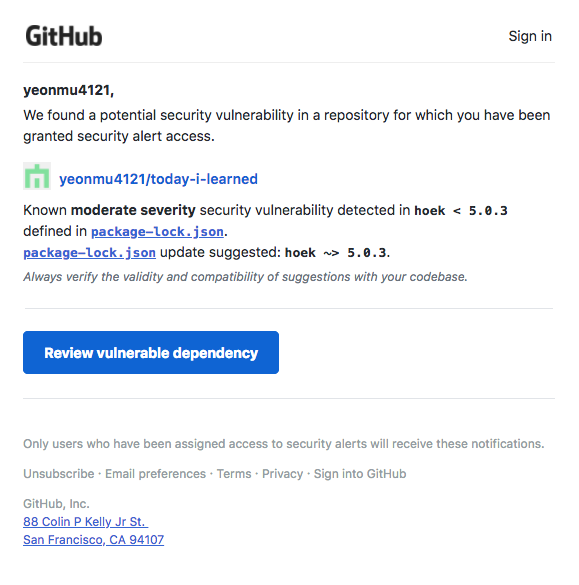 GitHub
Sign in
yeonmu4121,
We found a potential security vulnerability in a repository for which you have been
granted security alert access.
yeonmu4121/today-i-learned
Known moderate severity security vulnerability detected in hoek < 5.0.3
defined in package-lock.json.
package-lock.json update suggested: hoek ~> 5.0.3.
Always verify the validity and compatibility of suggestions with your codebase.
Review vulnerable dependency
Only users who have been assigned access to security alerts will receive these notifications.
Unsubscribe · Email preferences · Terms · Privacy · Sign into GitHub
GitHub, Inc.
88 Colin P Kelly Jr St.
San Francisco, CA 94107